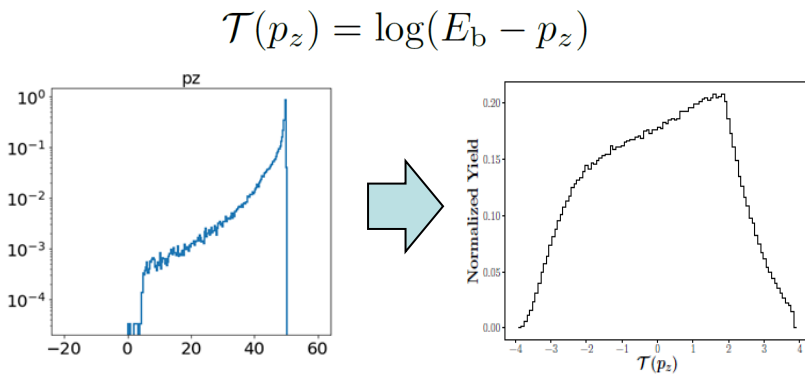 T(p_z) = log(E_b − p_z)
pz
10^0
10^−1
10^−2
10^−3
10^−4
−20 0 20 40 60
Normalized Yield
0.20
0.15
0.10
0.05
0.00
−4 −3 −2 −1 0 1 2 3 4
T(p_z)